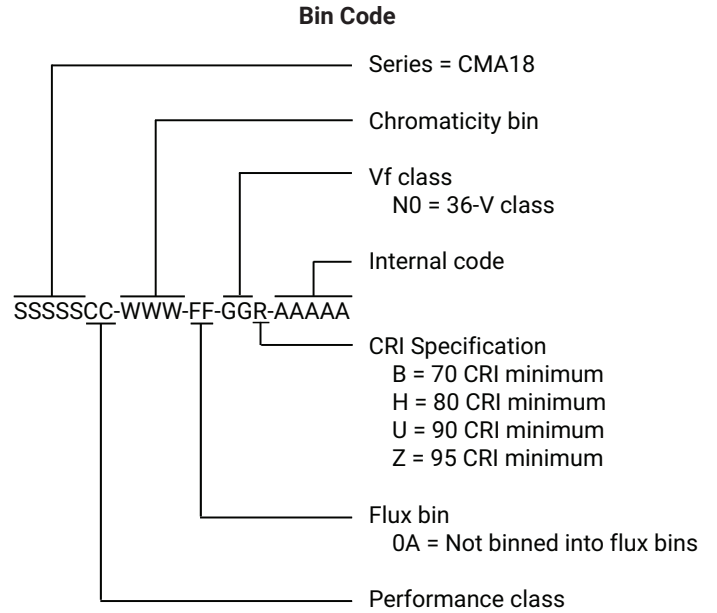 Bin Code
Series = CMA18
Chromaticity bin
Vf class
N0 = 36-V class
Internal code
SSSSSCC-WWW-FF-GGR-AAAAA
CRI Specification
B = 70 CRI minimum
H = 80 CRI minimum
U = 90 CRI minimum
Z = 95 CRI minimum
Flux bin
0A = Not binned into flux bins
Performance class